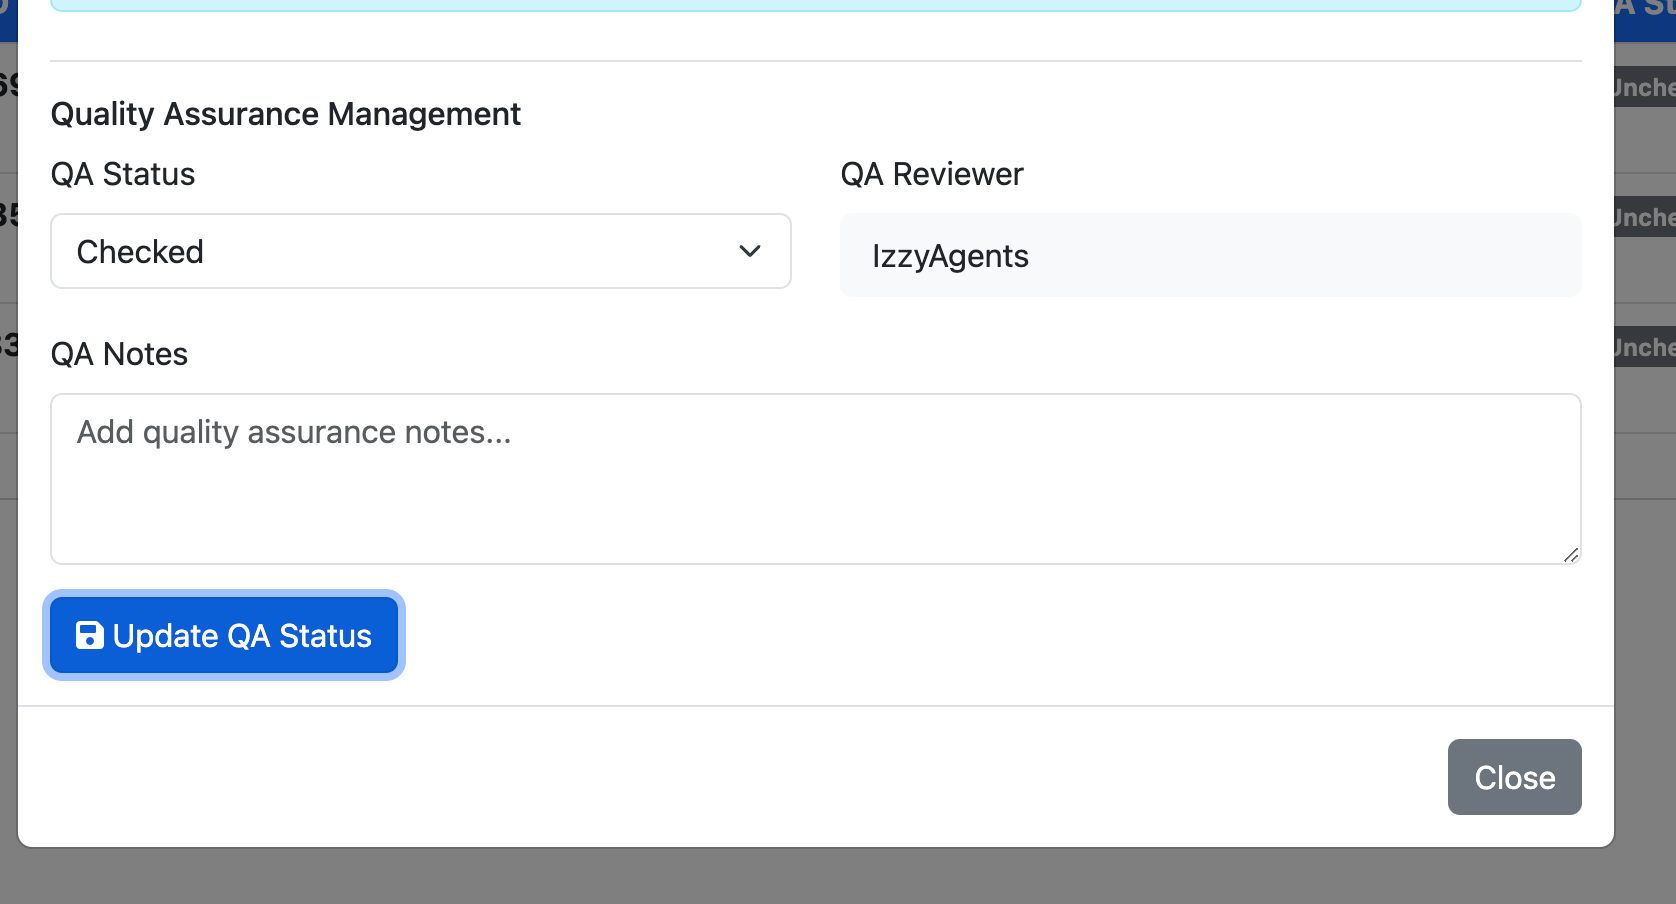 Quality Assurance Management
QA Status
QA Reviewer
Checked
IzzyAgents
QA Notes
Add quality assurance notes...
Update QA Status
Close